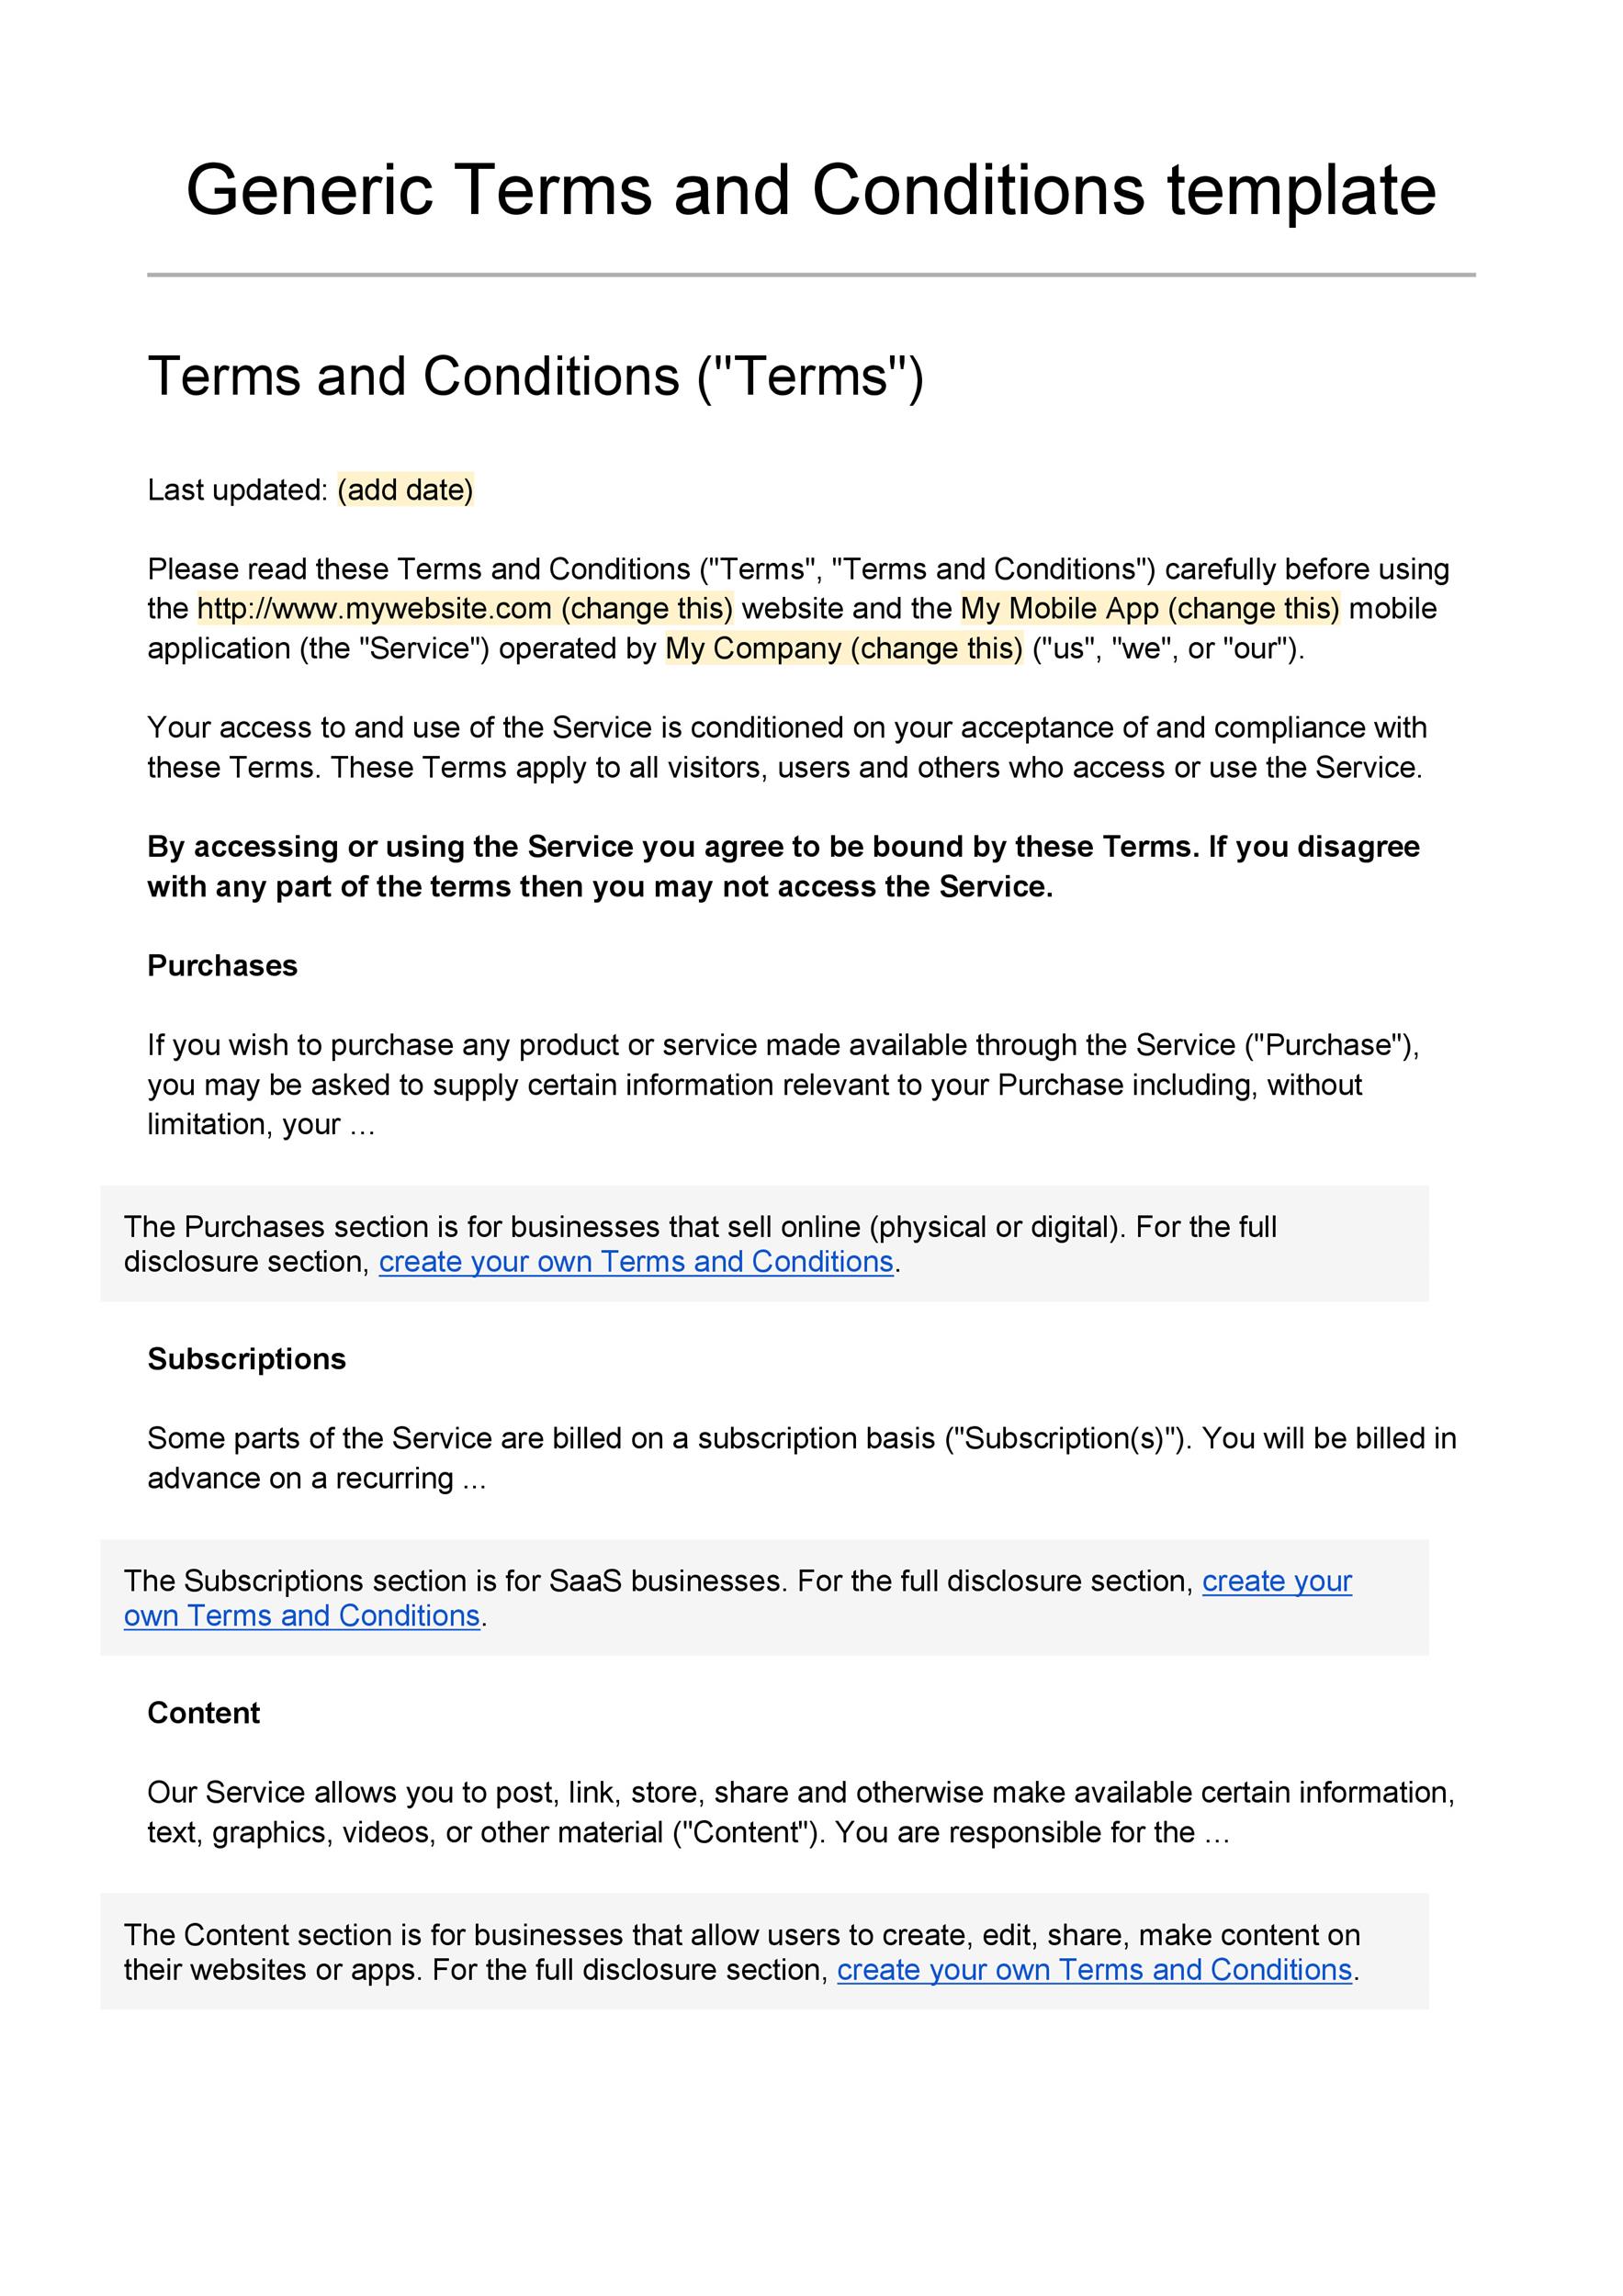 Generic Terms and Conditions template
Terms and Conditions ("Terms")
Last updated: (add date)
Please read these Terms and Conditions ("Terms", "Terms and Conditions") carefully before using
the http://www.mywebsite.com (change this) website and the My Mobile App (change this) mobile
application (the "Service") operated by My Company (change this) ("us", "we", or "our").
Your access to and use of the Service is conditioned on your acceptance of and compliance with
these Terms. These Terms apply to all visitors, users and others who access or use the Service.
By accessing or using the Service you agree to be bound by these Terms. If you disagree
with any part of the terms then you may not access the Service.
Purchases
If you wish to purchase any product or service made available through the Service ("Purchase"),
you may be asked to supply certain information relevant to your Purchase including, without
limitation, your …
The Purchases section is for businesses that sell online (physical or digital). For the full
disclosure section, create your own Terms and Conditions.
Subscriptions
Some parts of the Service are billed on a subscription basis ("Subscription(s)"). You will be billed in
advance on a recurring ...
The Subscriptions section is for SaaS businesses. For the full disclosure section, create your
own Terms and Conditions.
Content
Our Service allows you to post, link, store, share and otherwise make available certain information,
text, graphics, videos, or other material ("Content"). You are responsible for the …
The Content section is for businesses that allow users to create, edit, share, make content on
their websites or apps. For the full disclosure section, create your own Terms and Conditions.